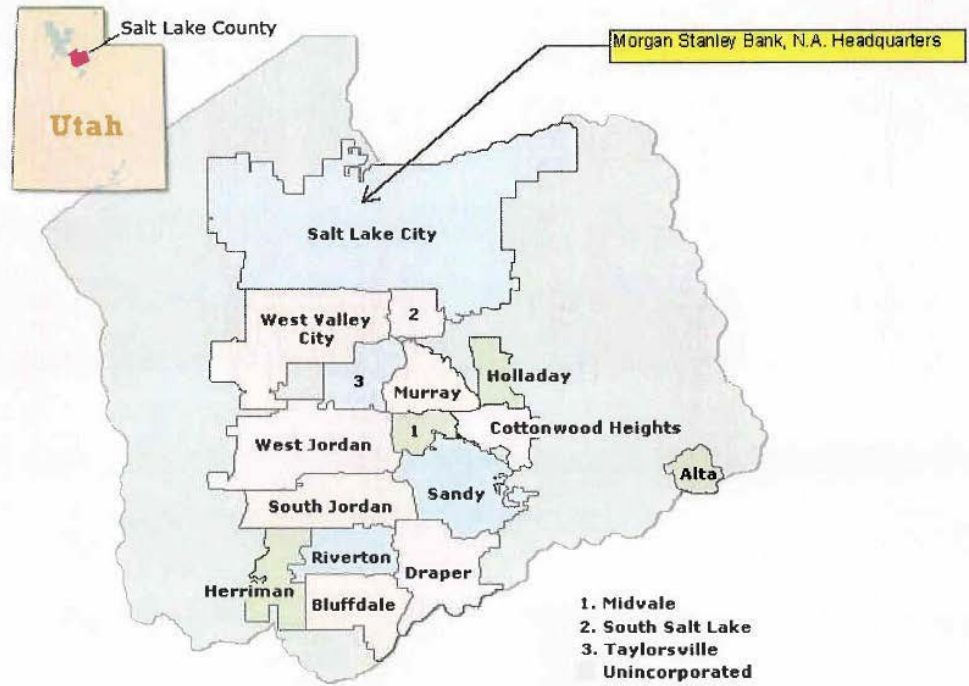 Salt Lake County
Utah
Morgan Stanley Bank, N.A. Headquarters
Salt Lake City
West Valley
City
2
3
Murray
Holladay
West Jordan
1
Cottonwood Heights
Alta
Sandy
South Jordan
Riverton
Draper
Herriman
Bluffdale
1. Midvale
2. South Salt Lake
3. Taylorsville
Unincorporated